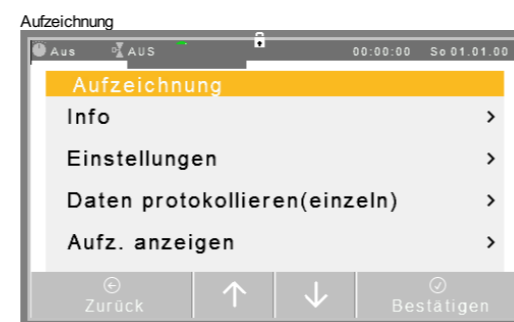 Aufzeichnung
Aus AUS 00:00:00 So 01.01.00
Aufzeichnung
Info
Einstellungen
Daten protokollieren(einzeln)
Aufz. anzeigen
Zurück Bestätigen